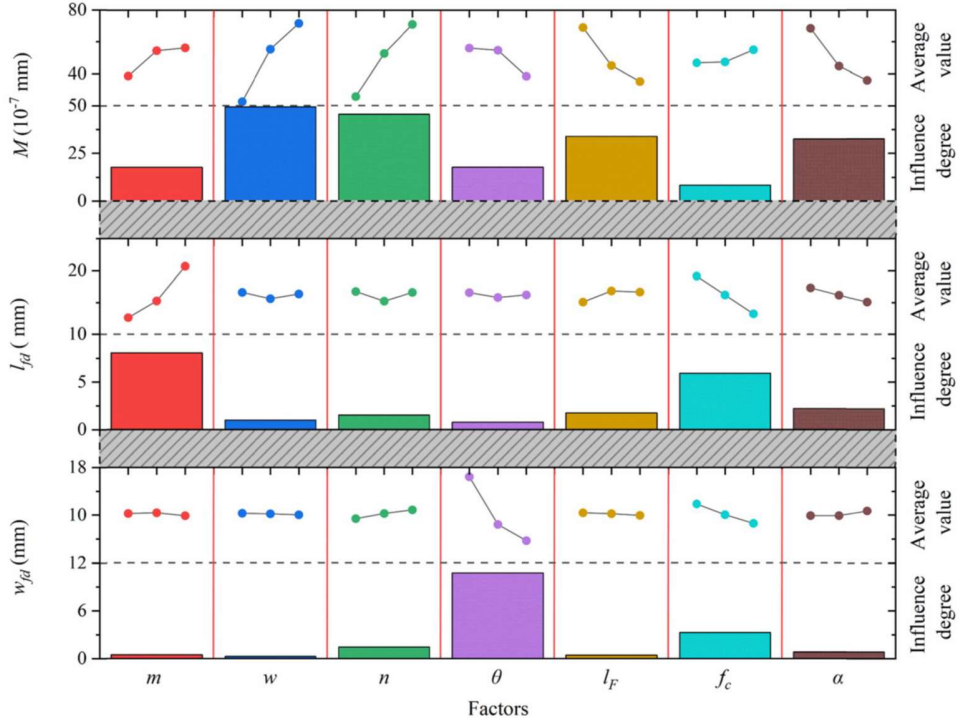 80
40
50
25
0
M (10⁻⁷ mm)
Average value
Influence degree
20
10
5
0
l_fd (mm)
Average value
Influence degree
18
10
12
6
0
w_fd (mm)
Average value
Influence degree
m w n θ l_F f_c α
Factors